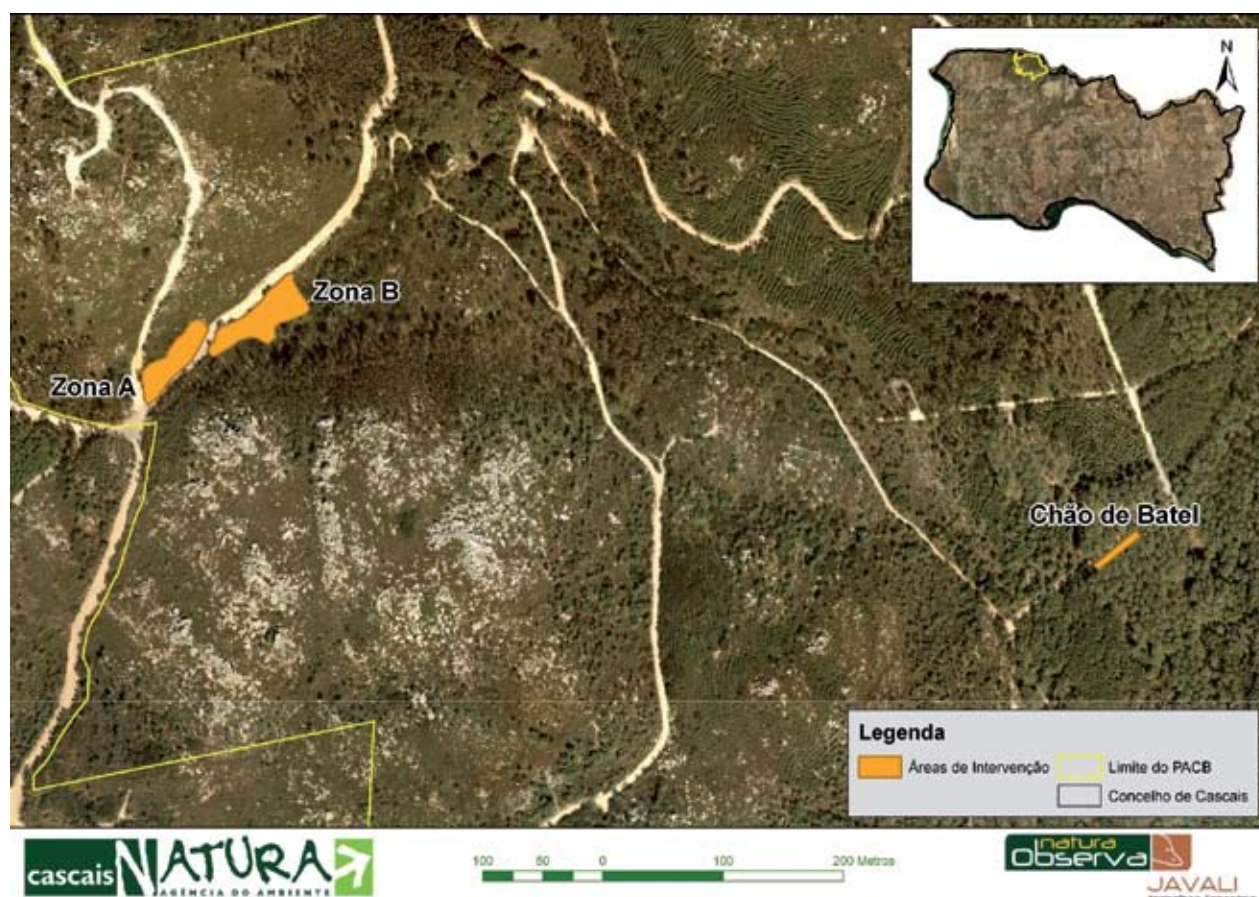 N
Zona B
Zona A
Chão de Batel
Legenda
Áreas de Intervenção
Limite do PACB
Concelho de Cascais
cascais NATURA
AGÊNCIA DO AMBIENTE
100 50 0 100 200 Metros
natura
Observa
JAVALI